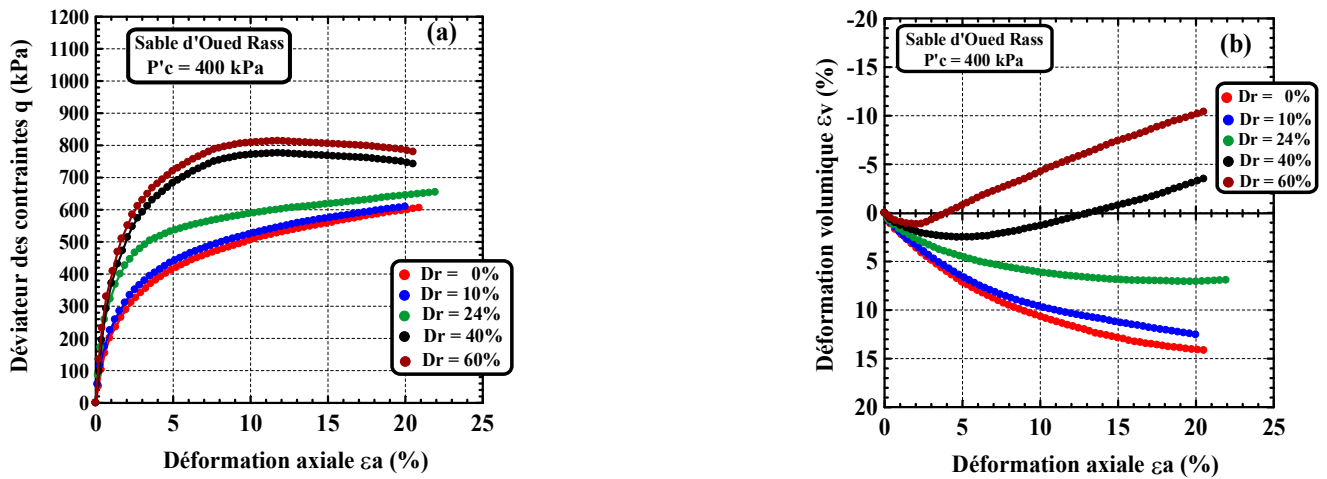 (a)
Sable d'Oued Rass
P'c = 400 kPa
Déviateur des contraintes q (kPa)
1200
1100
1000
900
800
700
600
500
400
300
200
100
0
Dr = 0%
Dr = 10%
Dr = 24%
Dr = 40%
Dr = 60%
0 5 10 15 20 25
Déformation axiale εa (%)
(b)
Sable d'Oued Rass
P'c = 400 kPa
Déformation volumique εv (%)
-20
-15
-10
-5
0
5
10
15
20
Dr = 0%
Dr = 10%
Dr = 24%
Dr = 40%
Dr = 60%
0 5 10 15 20 25
Déformation axiale εa (%)